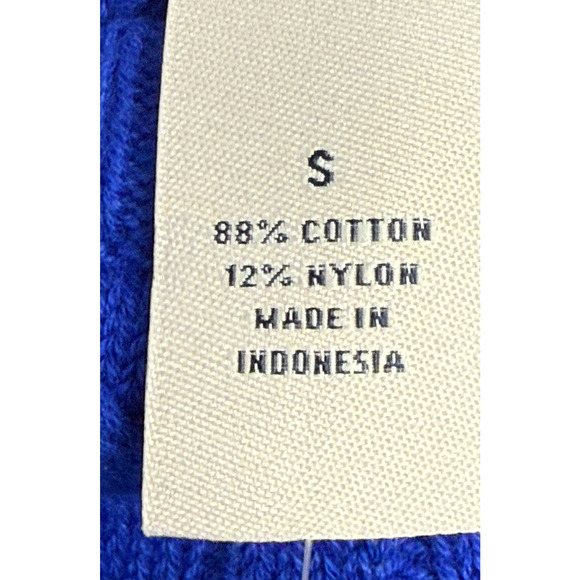 S
88% COTTON
12% NYLON
MADE IN
INDONESIA